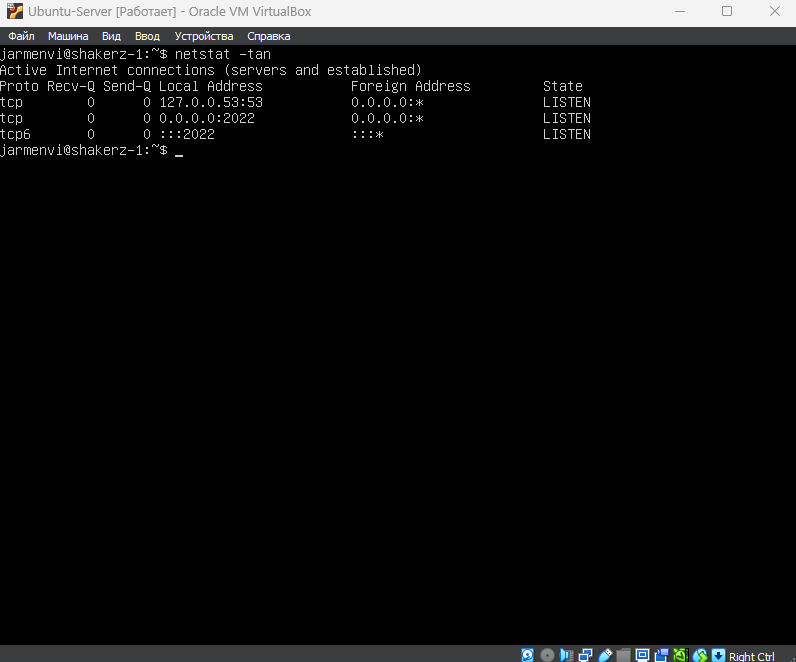 Ubuntu-Server [Работает] - Oracle VM VirtualBox
Файл Машина Вид Ввод Устройства Справка
jarmenvi@shakerz-1:~$ netstat -tan
Active Internet connections (servers and established)
Proto Recv-Q Send-Q Local Address Foreign Address State
tcp 0 0 127.0.0.53:53 0.0.0.0:* LISTEN
tcp 0 0 0.0.0.0:2022 0.0.0.0:* LISTEN
tcp6 0 0 :::2022 :::* LISTEN
jarmenvi@shakerz-1:~$ _
Right Ctrl